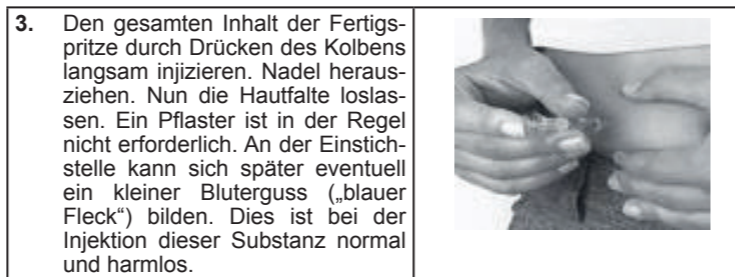 3. Den gesamten Inhalt der Fertigs-
pritze durch Drücken des Kolbens
langsam injizieren. Nadel heraus-
ziehen. Nun die Hautfalte loslas-
sen. Ein Pflaster ist in der Regel
nicht erforderlich. An der Einstich-
stelle kann sich später eventuell
ein kleiner Bluterguss („blauer
Fleck“) bilden. Dies ist bei der
Injektion dieser Substanz normal
und harmlos.